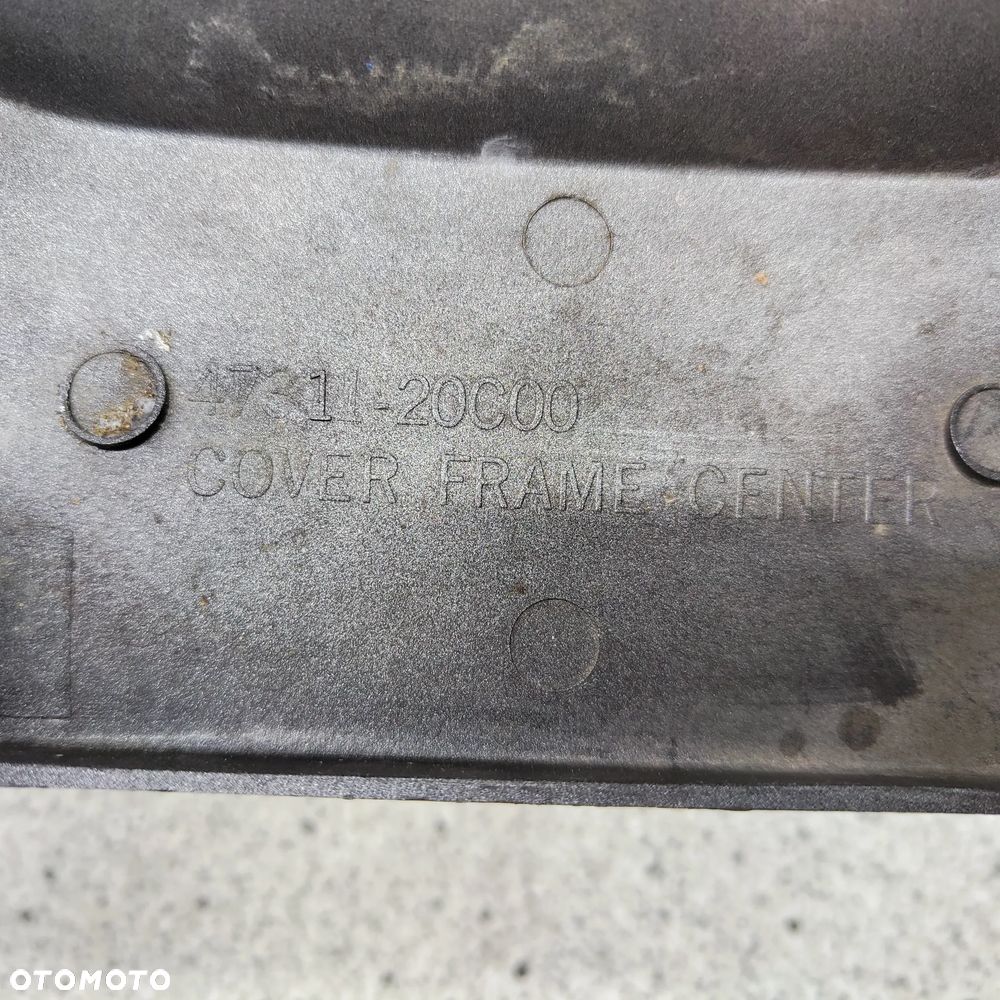 47311-20C00
COVER FRAME CENTER
OTOMOTO